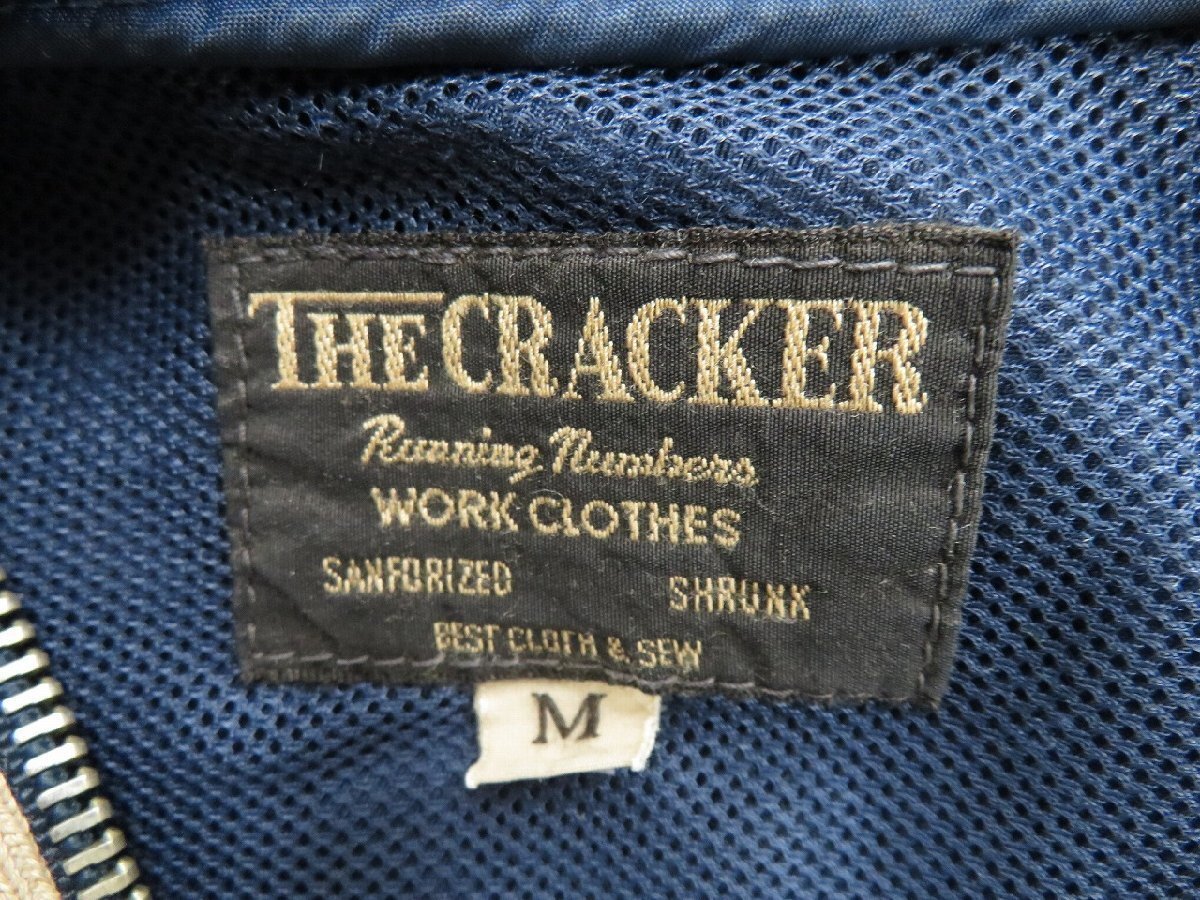 THE CRACKER
Running Numbers
WORK CLOTHES
SANFORIZED SHRUNK
BEST CLOTH & SEW
M